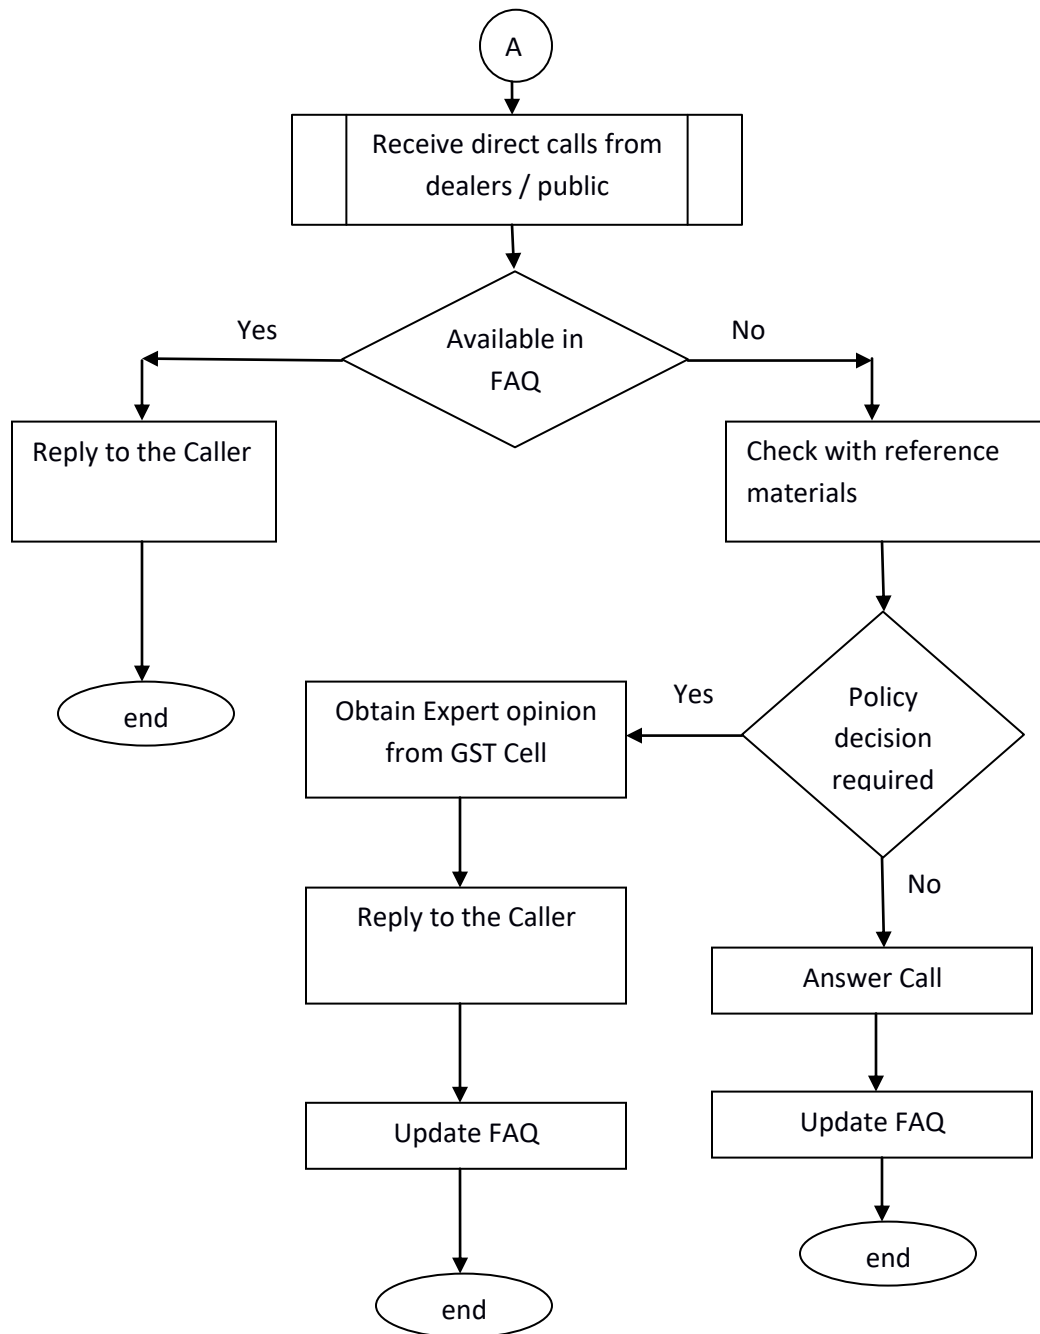 A
Receive direct calls from
dealers / public
Yes
No
Available in
FAQ
Reply to the Caller
Check with reference
materials
end
Obtain Expert opinion
from GST Cell
Yes
Policy
decision
required
No
Reply to the Caller
Answer Call
Update FAQ
Update FAQ
end
end